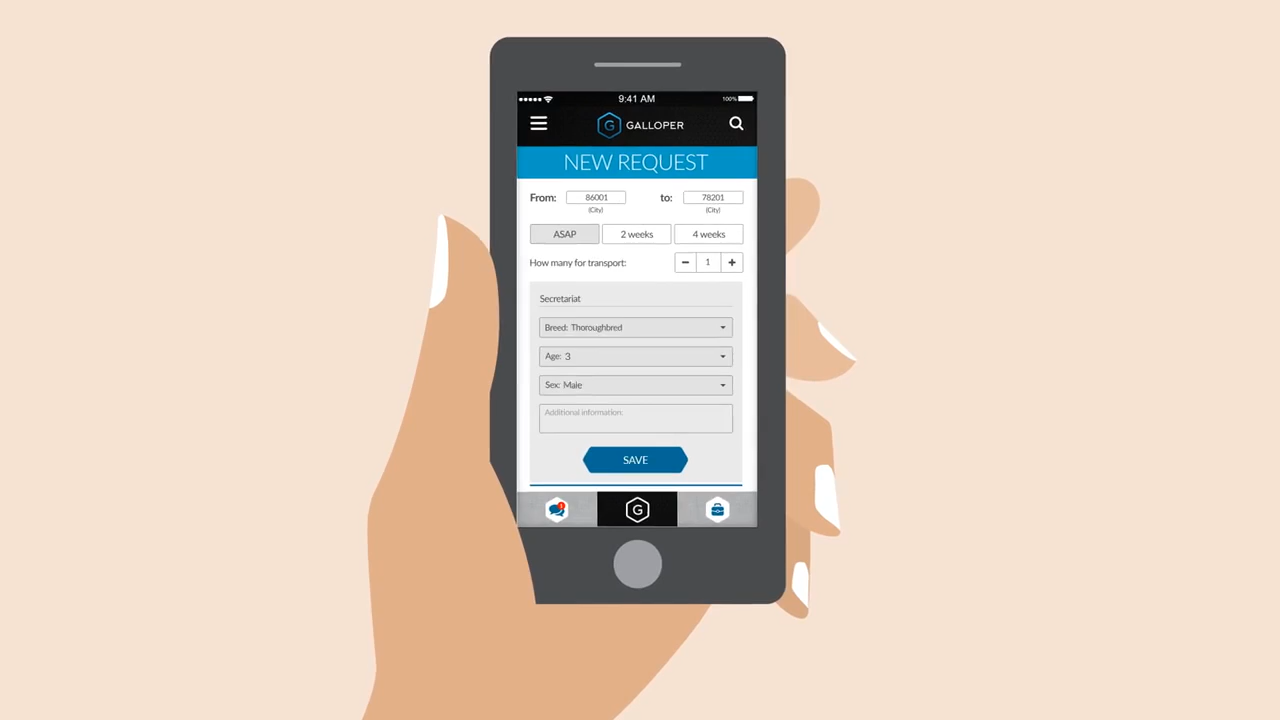 9:41 AM 100%
G GALLOPER
NEW REQUEST
From: 86001 to: 78201
(City) (City)
ASAP 2 weeks 4 weeks
How many for transport: − 1 +
Secretariat
Breed: Thoroughbred
Age: 3
Sex: Male
Additional information:
SAVE
G